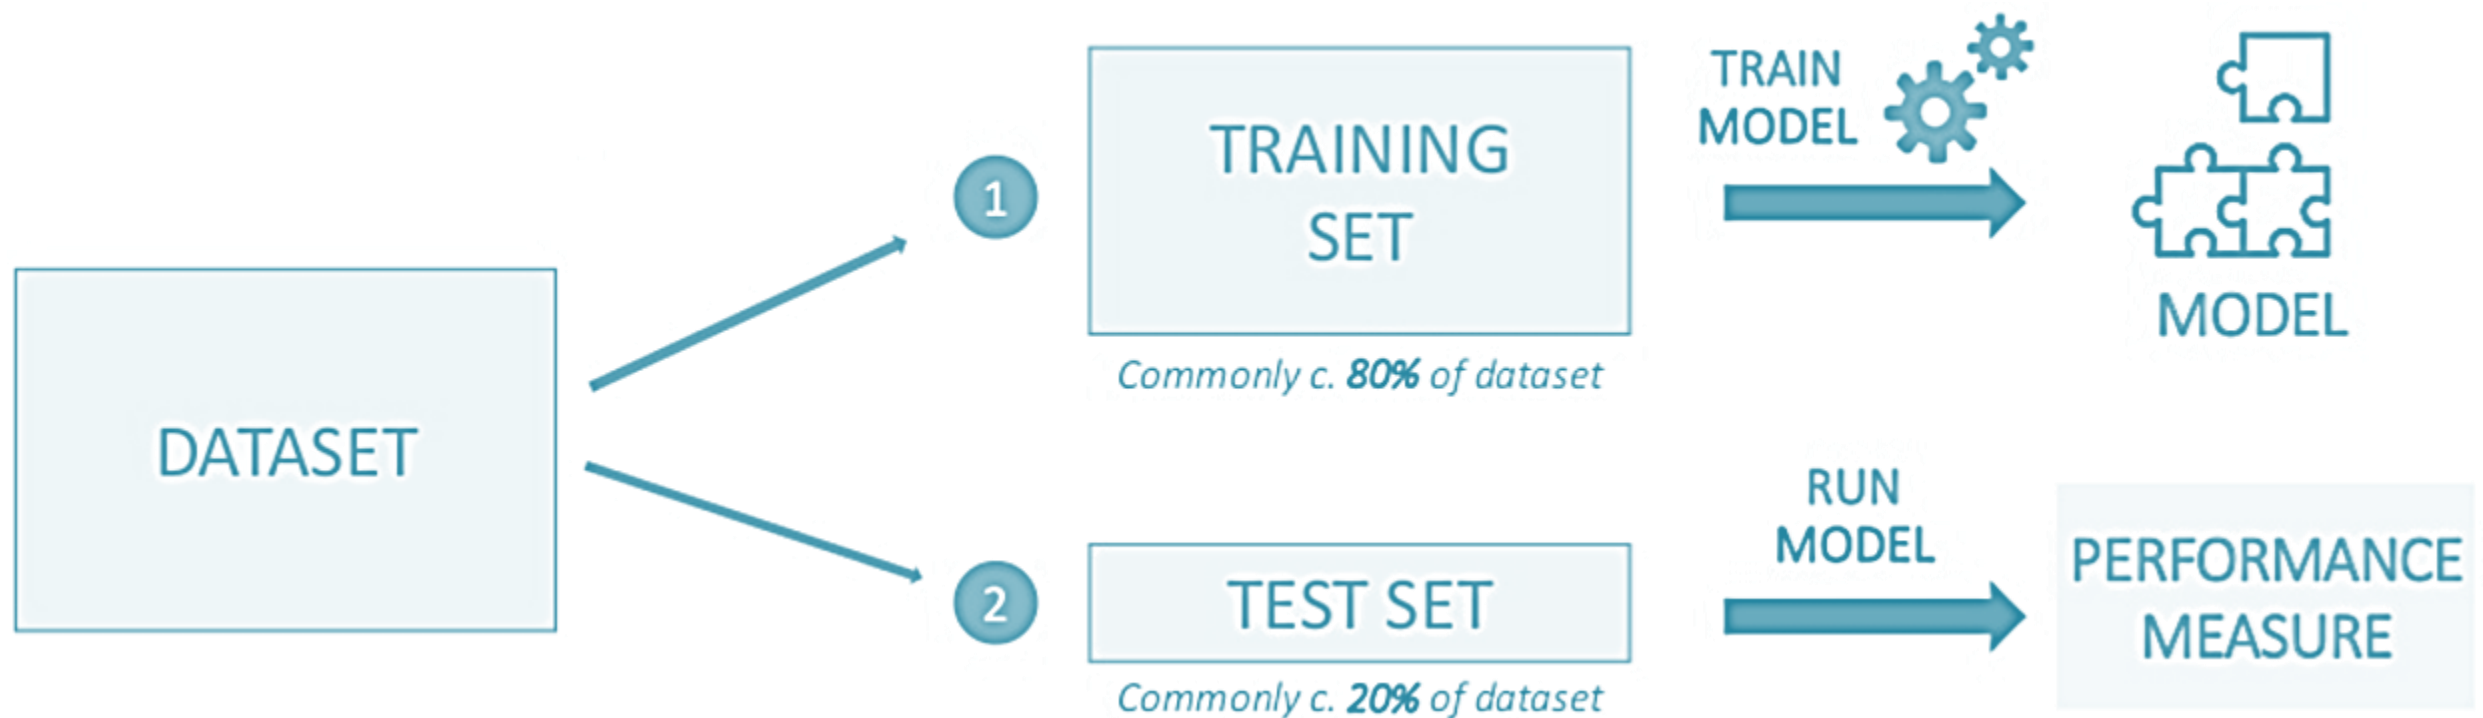 DATASET
1
TRAINING
SET
Commonly c. 80% of dataset
TRAIN
MODEL
MODEL
2
TEST SET
Commonly c. 20% of dataset
RUN
MODEL
PERFORMANCE
MEASURE